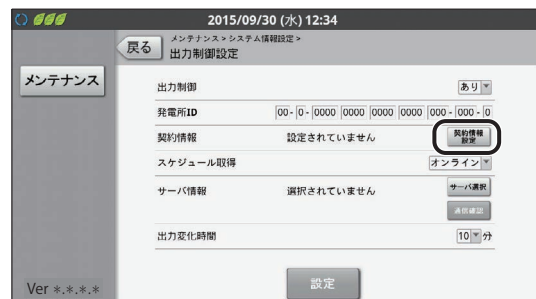 2015/09/30 (水) 12:34
戻る
メンテナンス > システム情報設定 >
出力制御設定
メンテナンス
出力制御 あり
発電所ID 00 - 0 - 0000 0000 0000 0000 000 - 000 - 0
契約情報 設定されていません 契約情報
設定
スケジュール取得 オンライン
サーバ情報 選択されていません サーバ選択
通信確認
出力変化時間 10 分
設定
Ver *.*.*.*